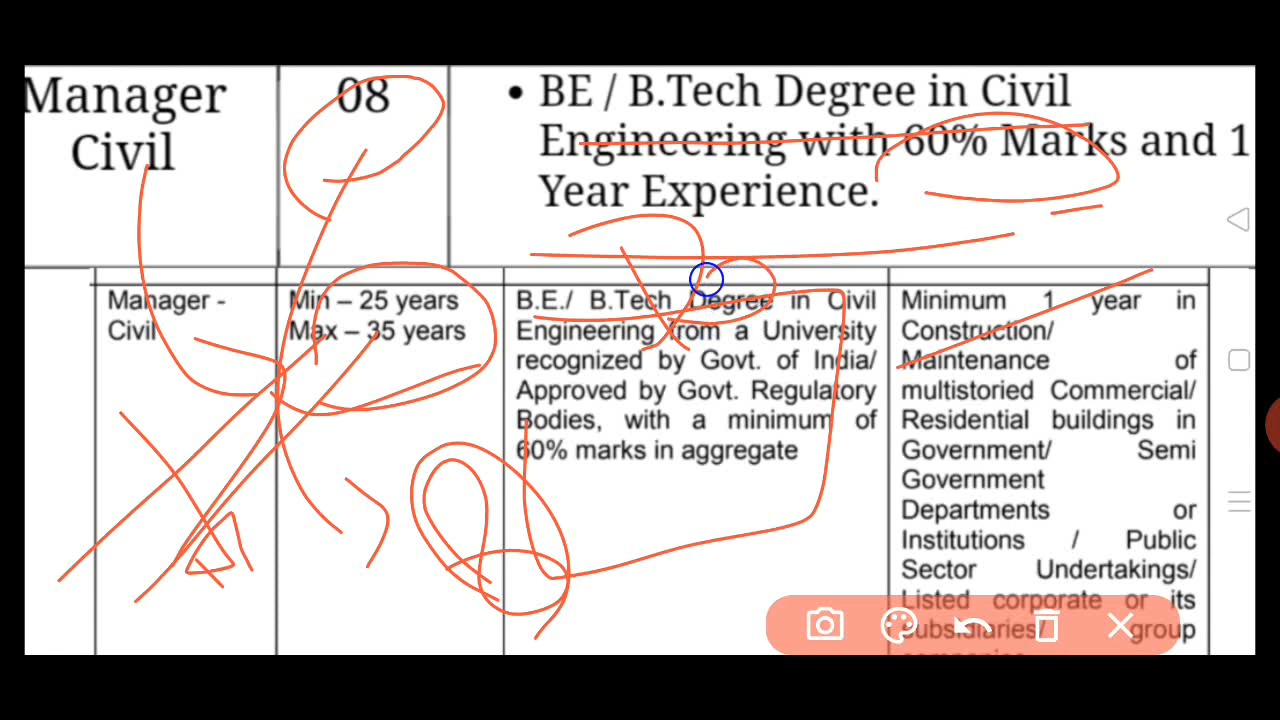 Manager
Civil
08
• BE / B.Tech Degree in Civil
Engineering with 60% Marks and 1
Year Experience.
Manager -
Civil
Min – 25 years
Max – 35 years
B.E./ B.Tech Degree in Civil
Engineering from a University
recognized by Govt. of India/
Approved by Govt. Regulatory
Bodies, with a minimum of
60% marks in aggregate
Minimum 1 year in
Construction/
Maintenance of
multistoried Commercial/
Residential buildings in
Government/ Semi
Government
Departments or
Institutions / Public
Sector Undertakings/
Listed corporate or its
subsidiaries/ group